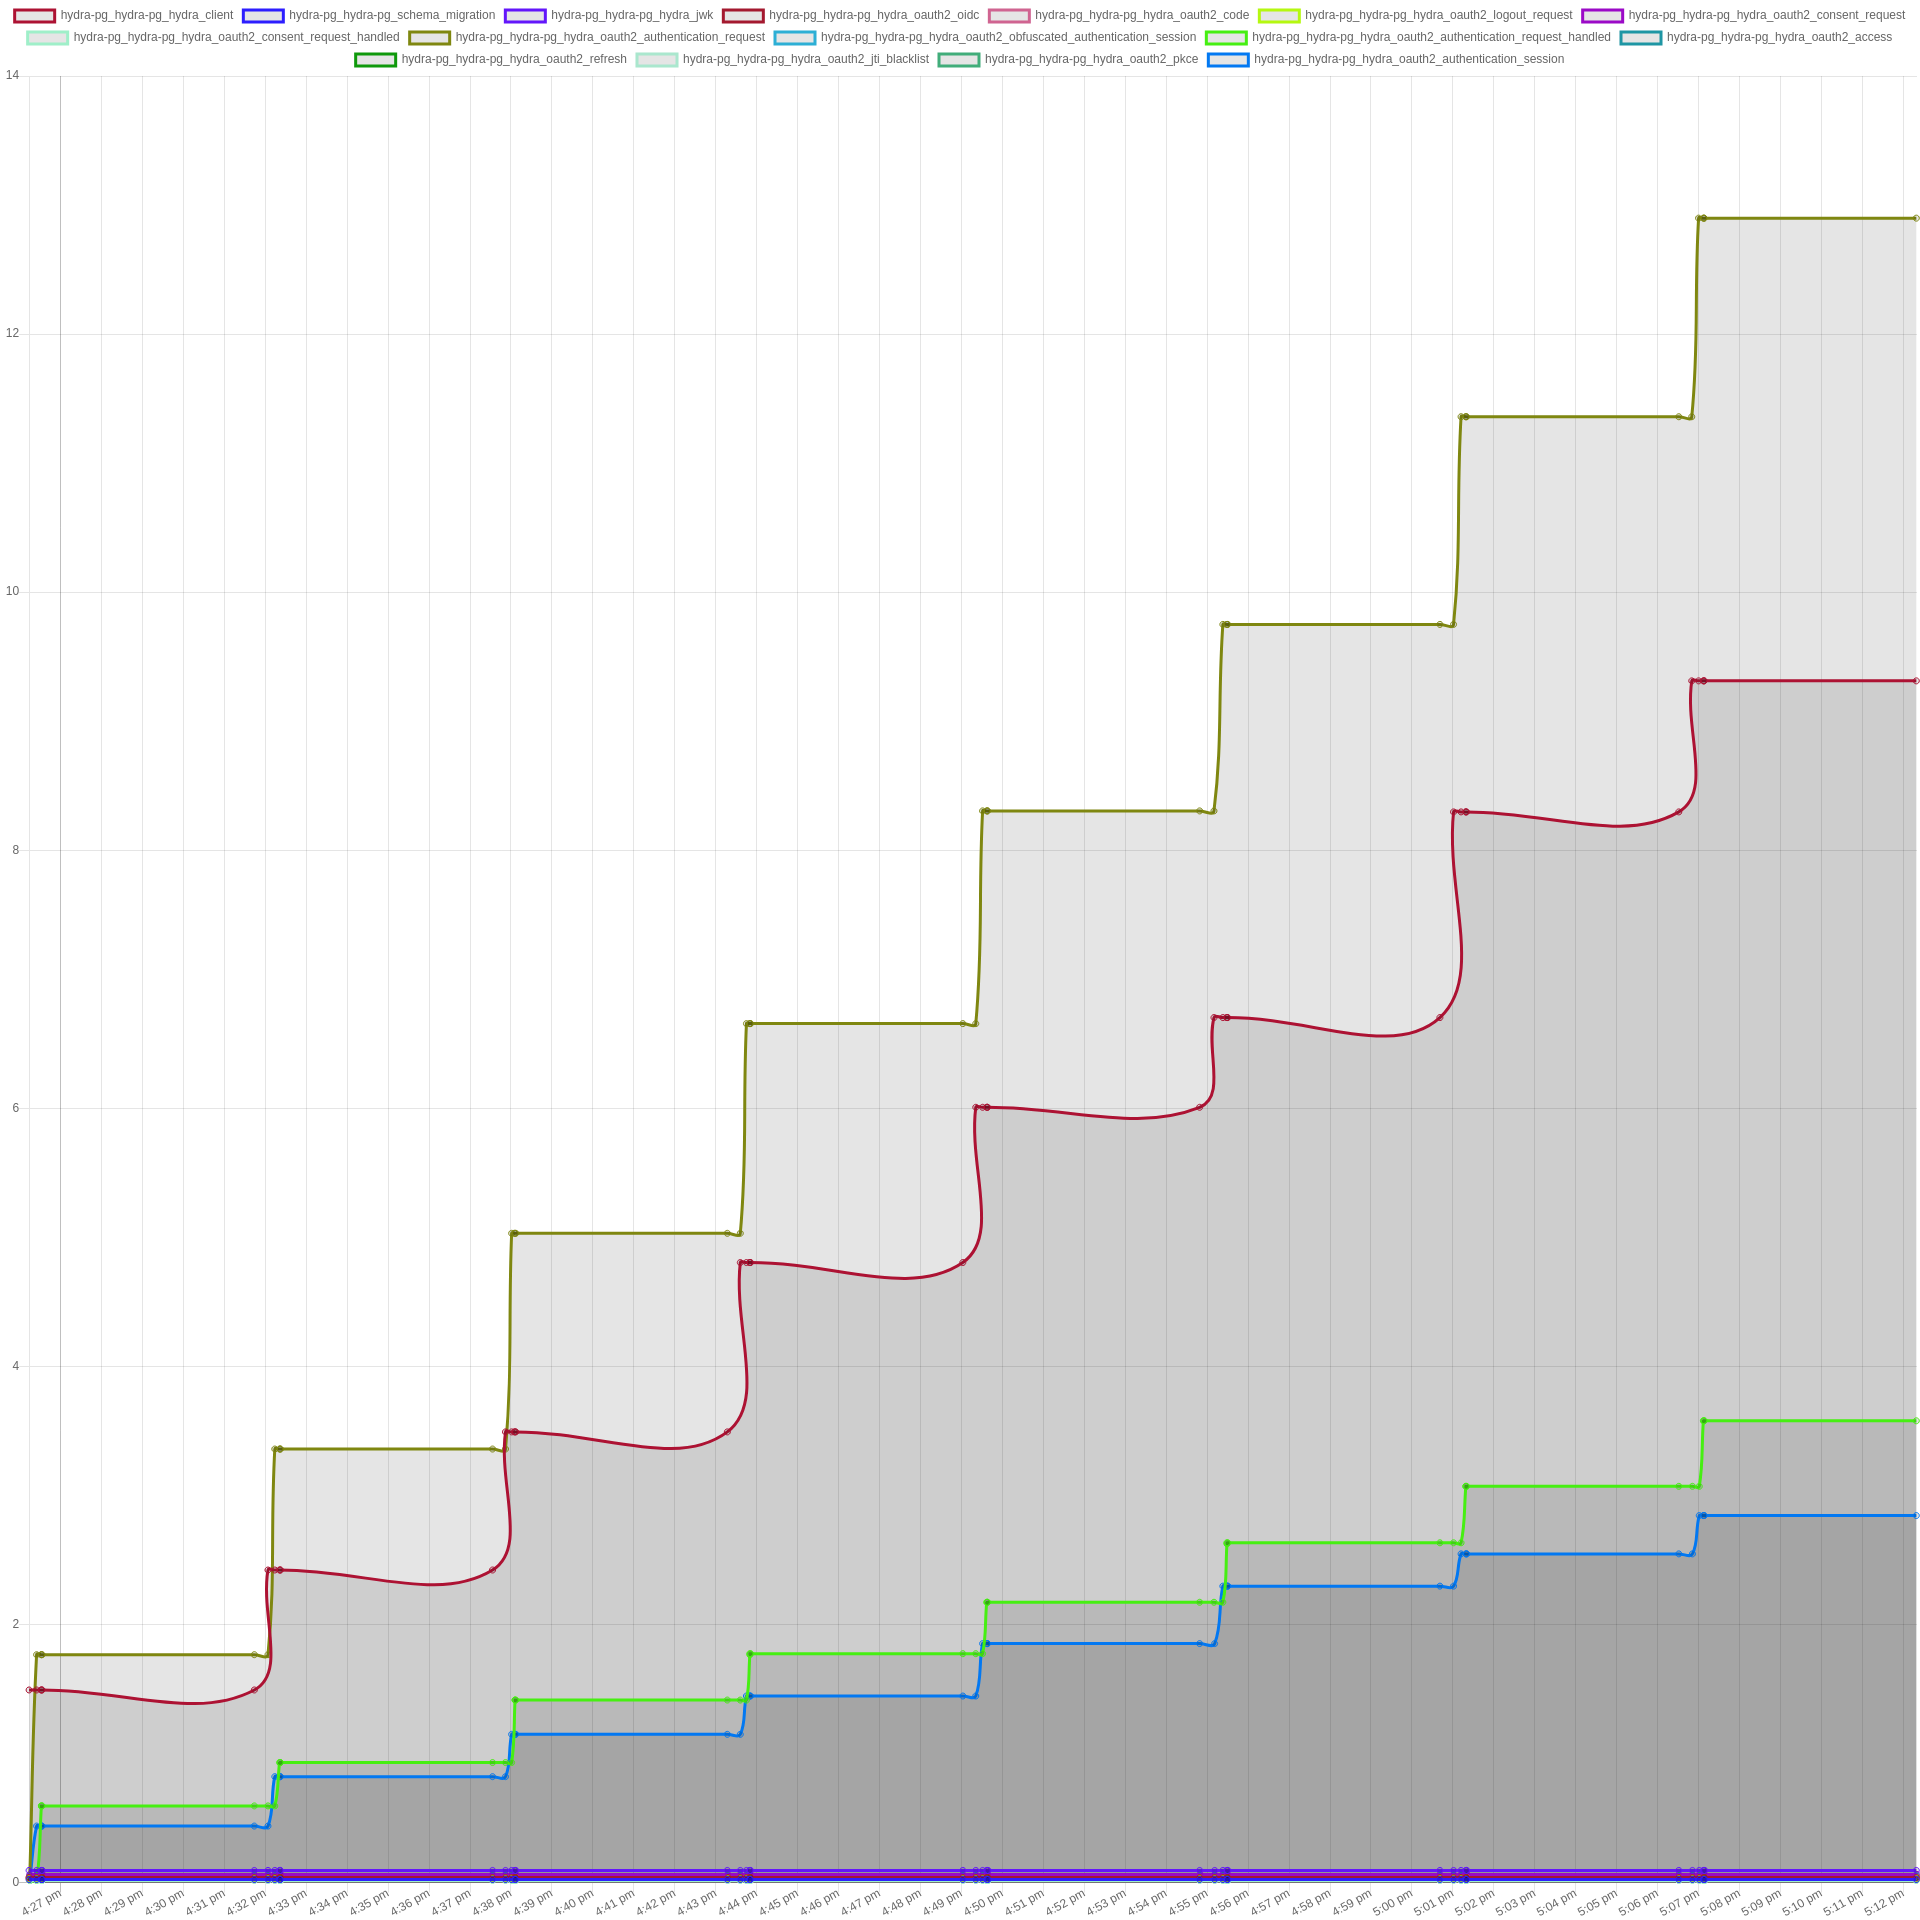 hydra-pg_hydra-pg_hydra_client hydra-pg_hydra-pg_schema_migration hydra-pg_hydra-pg_hydra_jwk hydra-pg_hydra-pg_hydra_oauth2_oidc hydra-pg_hydra-pg_hydra_oauth2_code hydra-pg_hydra-pg_hydra_oauth2_logout_request hydra-pg_hydra-pg_hydra_oauth2_consent_request
hydra-pg_hydra-pg_hydra_oauth2_consent_request_handled hydra-pg_hydra-pg_hydra_oauth2_authentication_request hydra-pg_hydra-pg_hydra_oauth2_obfuscated_authentication_session hydra-pg_hydra-pg_hydra_oauth2_authentication_request_handled hydra-pg_hydra-pg_hydra_oauth2_access
hydra-pg_hydra-pg_hydra_oauth2_refresh hydra-pg_hydra-pg_hydra_oauth2_jti_blacklist hydra-pg_hydra-pg_hydra_oauth2_pkce hydra-pg_hydra-pg_hydra_oauth2_authentication_session
14
12
10
8
6
4
2
0
4:27 pm 4:28 pm 4:29 pm 4:30 pm 4:31 pm 4:32 pm 4:33 pm 4:34 pm 4:35 pm 4:36 pm 4:37 pm 4:38 pm 4:39 pm 4:40 pm 4:41 pm 4:42 pm 4:43 pm 4:44 pm 4:45 pm 4:46 pm 4:47 pm 4:48 pm 4:49 pm 4:50 pm 4:51 pm 4:52 pm 4:53 pm 4:54 pm 4:55 pm 4:56 pm 4:57 pm 4:58 pm 4:59 pm 5:00 pm 5:01 pm 5:02 pm 5:03 pm 5:04 pm 5:05 pm 5:06 pm 5:07 pm 5:08 pm 5:09 pm 5:10 pm 5:11 pm 5:12 pm